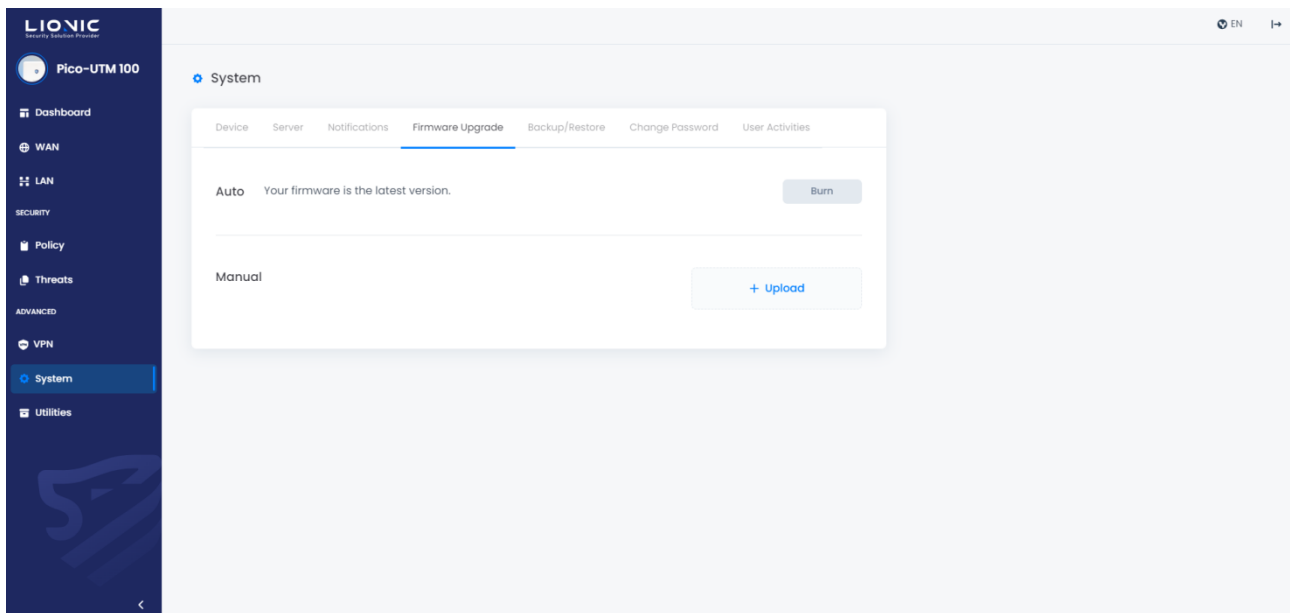 LIONIC
Security Solution Provider
EN
Pico-UTM 100
System
Dashboard
WAN
LAN
SECURITY
Policy
Threats
ADVANCED
VPN
System
Utilities
Device Server Notifications Firmware Upgrade Backup/Restore Change Password User Activities
Auto Your firmware is the latest version. Burn
Manual + Upload